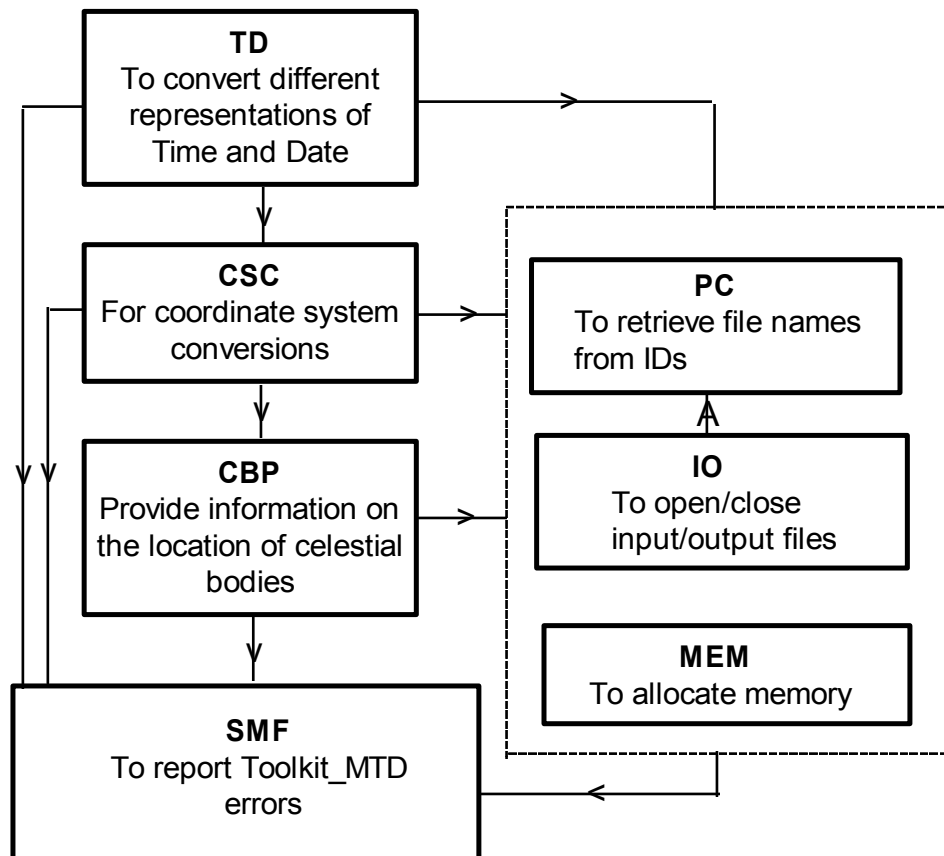 TD
To convert different
representations of
Time and Date
CSC
For coordinate system
conversions
CBP
Provide information on
the location of celestial
bodies
SMF
To report Toolkit_MTD
errors
PC
To retrieve file names
from IDs
IO
To open/close
input/output files
MEM
To allocate memory